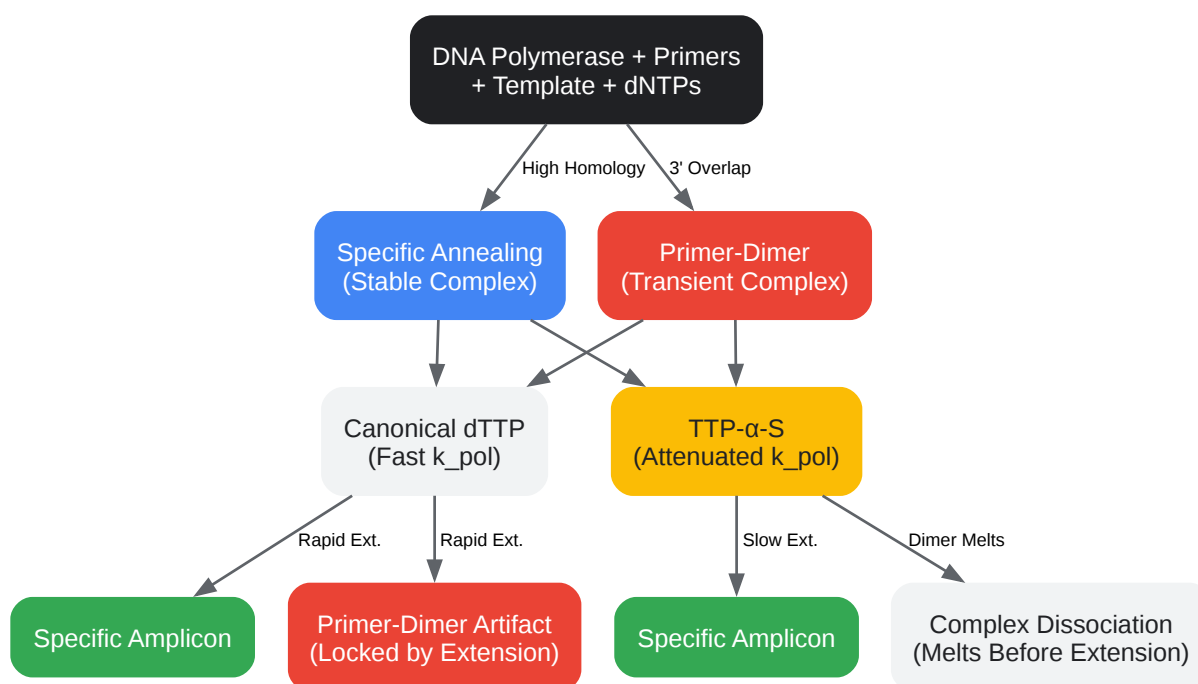 DNA Polymerase + Primers
+ Template + dNTPs
High Homology
3' Overlap
Specific Annealing
(Stable Complex)
Primer-Dimer
(Transient Complex)
Canonical dTTP
(Fast k_pol)
TTP-α-S
(Attenuated k_pol)
Rapid Ext.
Rapid Ext.
Slow Ext.
Dimer Melts
Specific Amplicon
Primer-Dimer Artifact
(Locked by Extension)
Specific Amplicon
Complex Dissociation
(Melts Before Extension)